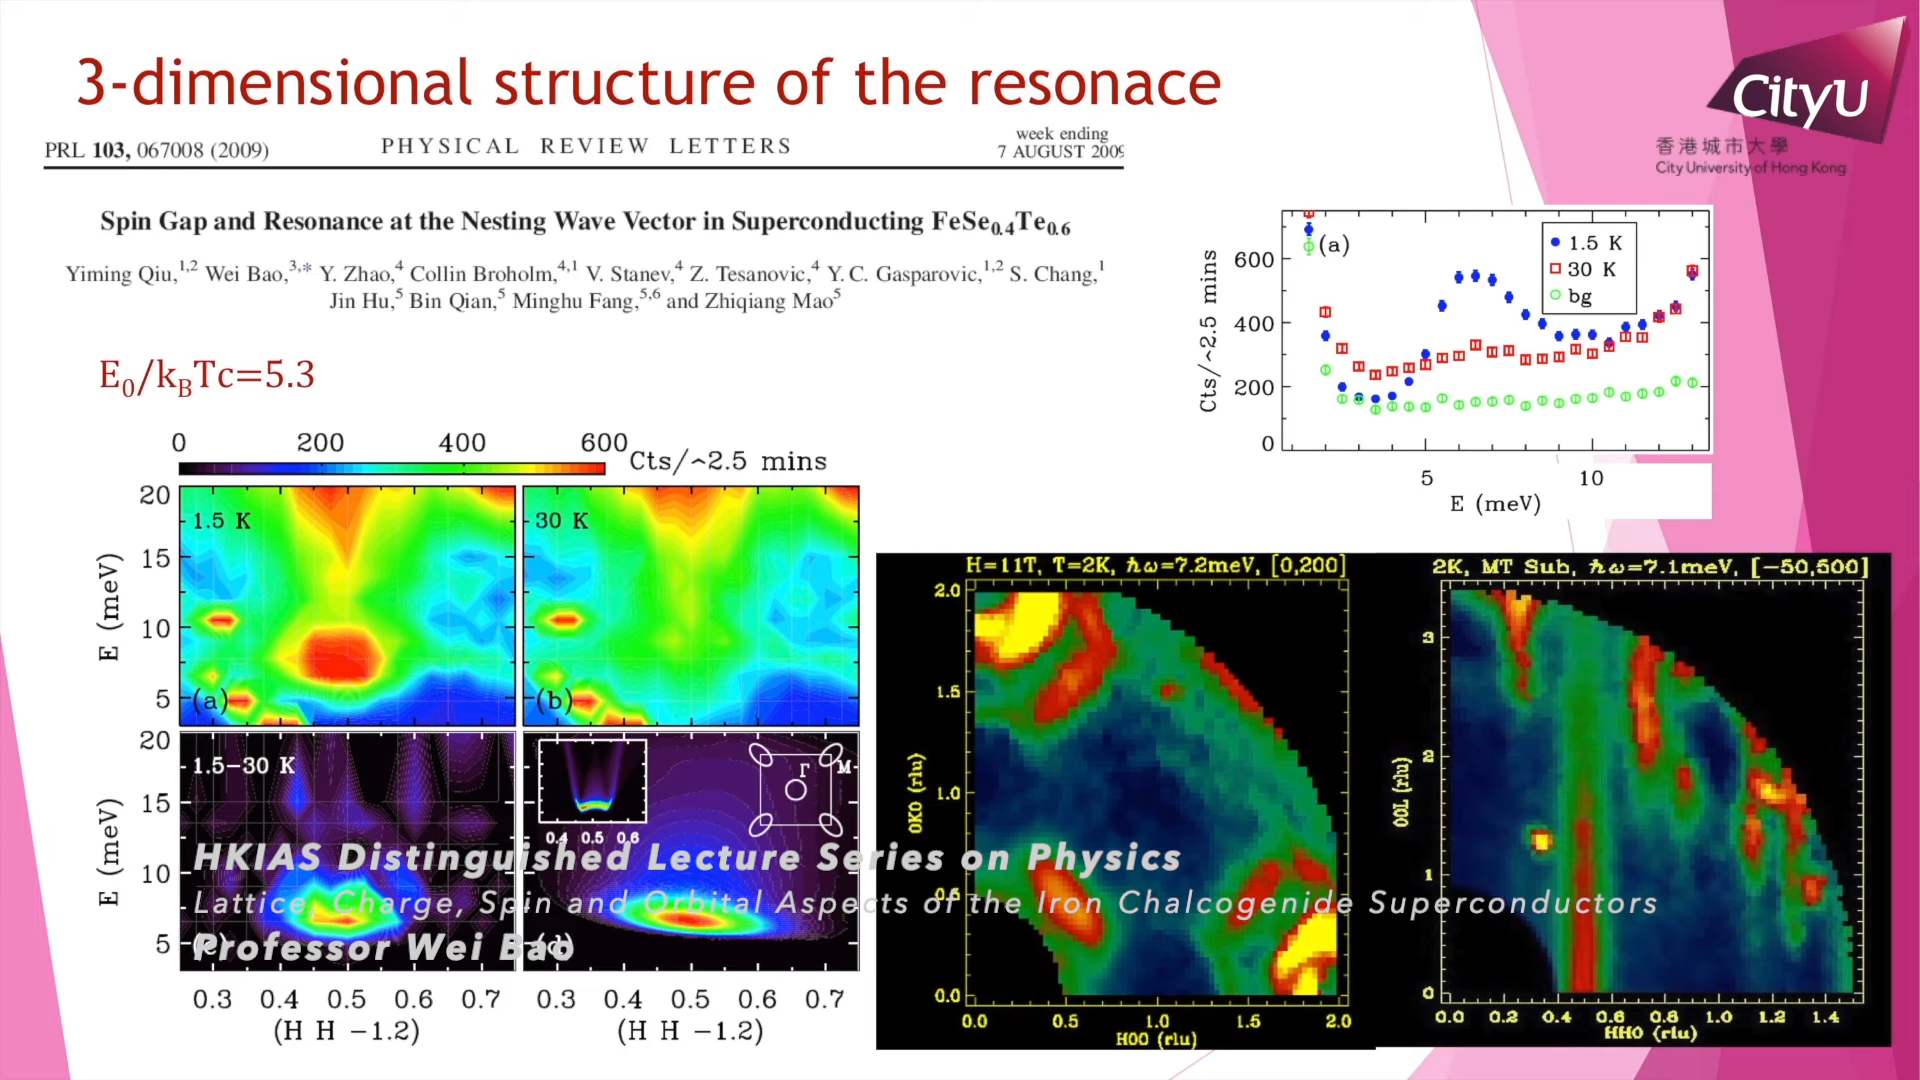 3-dimensional structure of the resonace
CityU
香港城市大學
City University of Hong Kong
PRL 103, 067008 (2009) PHYSICAL REVIEW LETTERS week ending 7 AUGUST 2009
Spin Gap and Resonance at the Nesting Wave Vector in Superconducting FeSe0.4Te0.6
Yiming Qiu,1,2 Wei Bao,3,* Y. Zhao,4 Collin Broholm,4,1 V. Stanev,4 Z. Tesanovic,4 Y. C. Gasparovic,1,2 S. Chang,1
Jin Hu,5 Bin Qian,5 Minghu Fang,5,6 and Zhiqiang Mao5
E0/kBTc=5.3
(a)
1.5 K
30 K
bg
Cts/~2.5 mins
600
400
200
0
5 10
E (meV)
0 200 400 600
Cts/~2.5 mins
20
15
10
5
E (meV)
1.5 K
(a)
30 K
(b)
20
15
10
5
E (meV)
1.5-30 K
(c)
Γ
M
0.4 0.5 0.6
(d)
0.3 0.4 0.5 0.6 0.7
(H H -1.2)
0.3 0.4 0.5 0.6 0.7
(H H -1.2)
H=11T, T=2K, ℏω=7.2meV, [0,200]
2.0
1.5
1.0
0.5
0.0
0K0 (rlu)
0.0 0.5 1.0 1.5 2.0
H00 (rlu)
2K, MT Sub, ℏω=7.1meV, [-50,500]
3
2
1
0
00L (rlu)
0.0 0.2 0.4 0.6 0.8 1.0 1.2 1.4
HH0 (rlu)
HKIAS Distinguished Lecture Series on Physics
Lattice, Charge, Spin and Orbital Aspects of the Iron Chalcogenide Superconductors
Professor Wei Bao